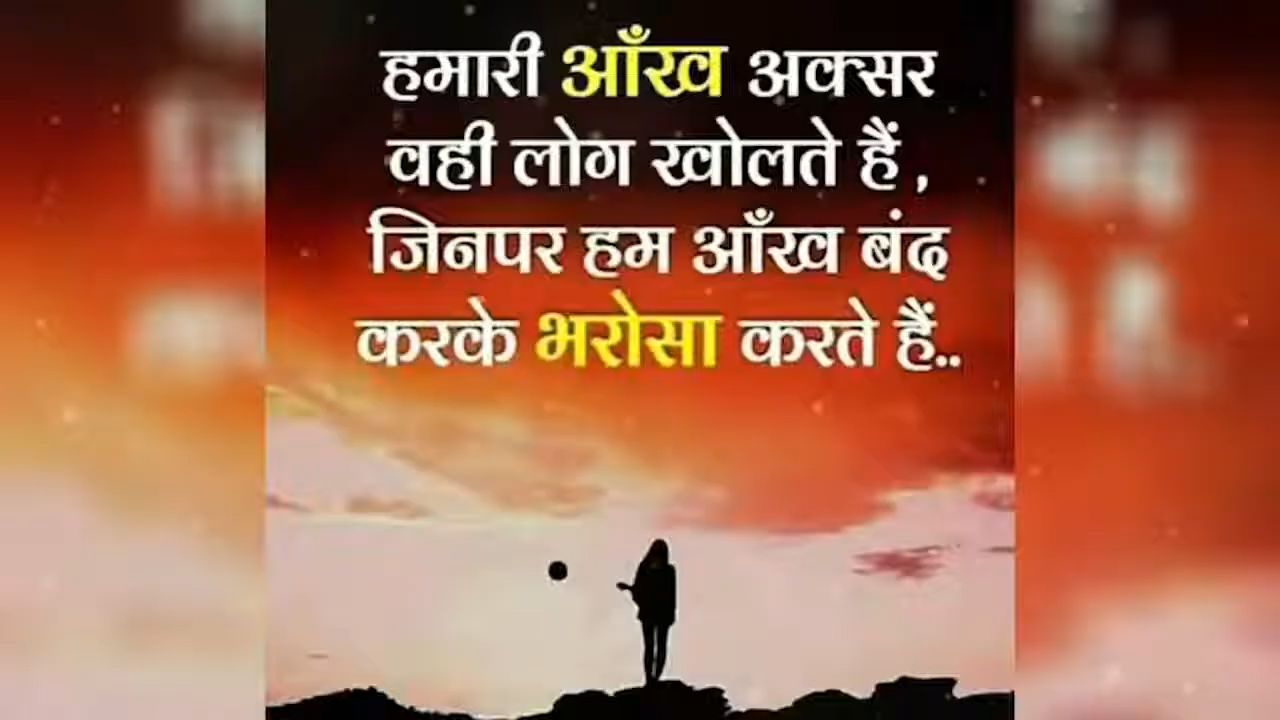 हमारी आँख अक्सर
वही लोग खोलते हैं ,
जिनपर हम आँख बंद
करके भरोसा करते हैं..